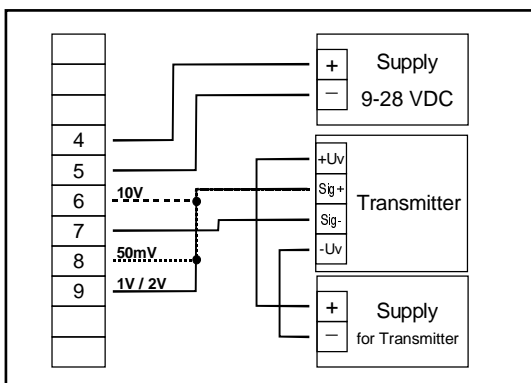 4
5
6
7
8
9
10V
50mV
1V / 2V
+
−
Supply
9-28 VDC
+Uv
Sig+
Sig-
-Uv
Transmitter
+
−
Supply
for Transmitter